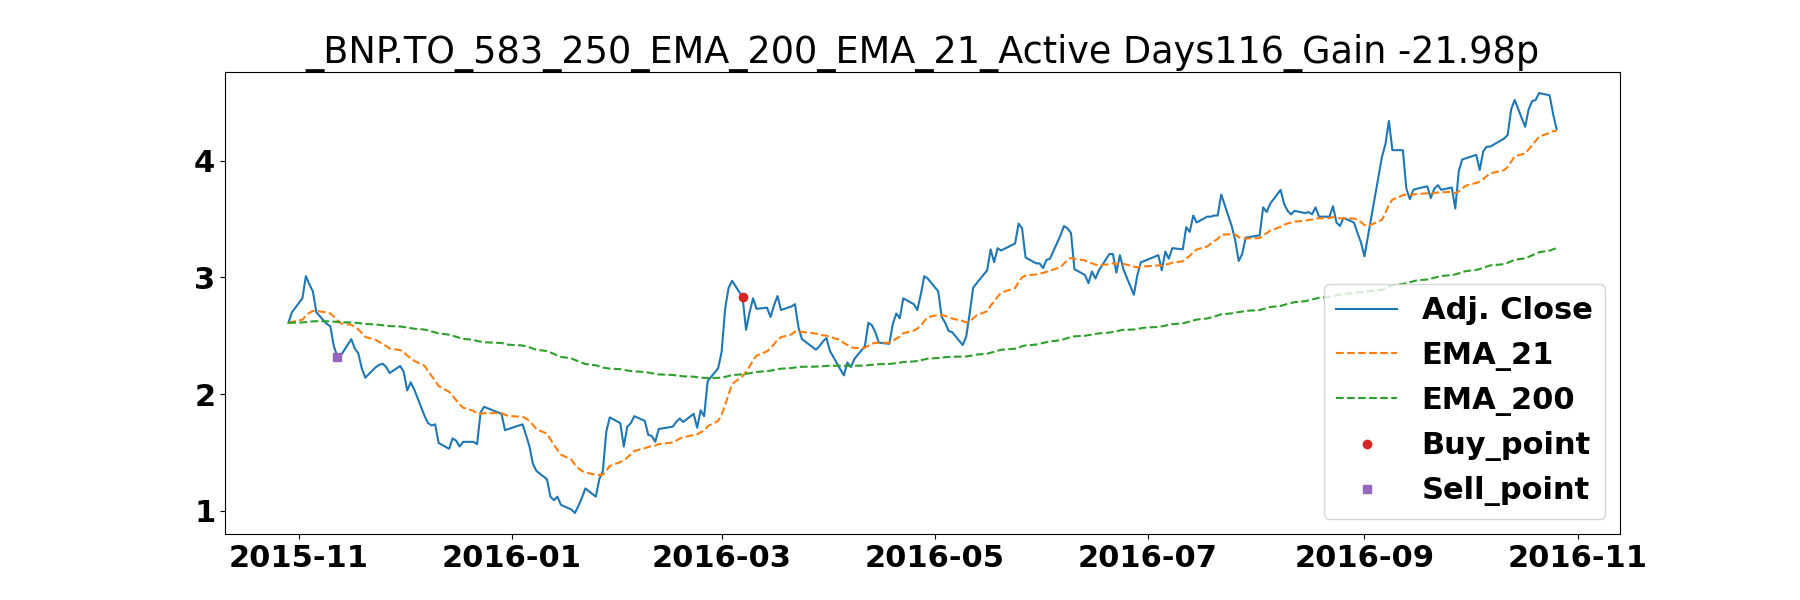 _BNP.TO_583_250_EMA_200_EMA_21_Active Days116_Gain -21.98p
4
3
2
1
Adj. Close
EMA_21
EMA_200
Buy_point
Sell_point
2015-11 2016-01 2016-03 2016-05 2016-07 2016-09 2016-11